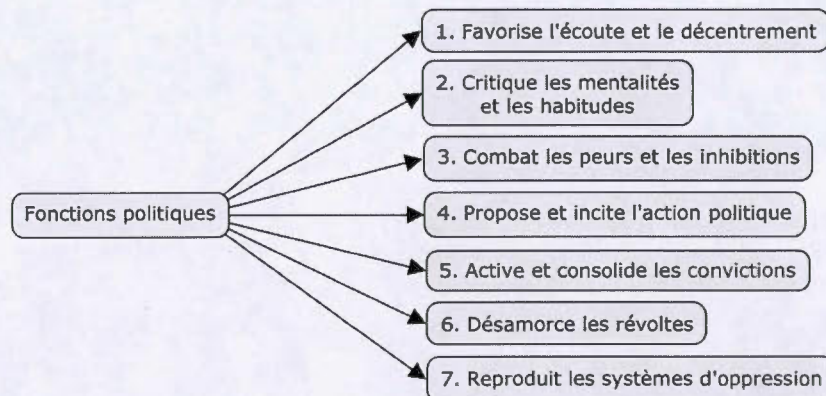 1. Favorise l'écoute et le décentrement
2. Critique les mentalités
et les habitudes
3. Combat les peurs et les inhibitions
Fonctions politiques
4. Propose et incite l'action politique
5. Active et consolide les convictions
6. Désamorce les révoltes
7. Reproduit les systèmes d'oppression